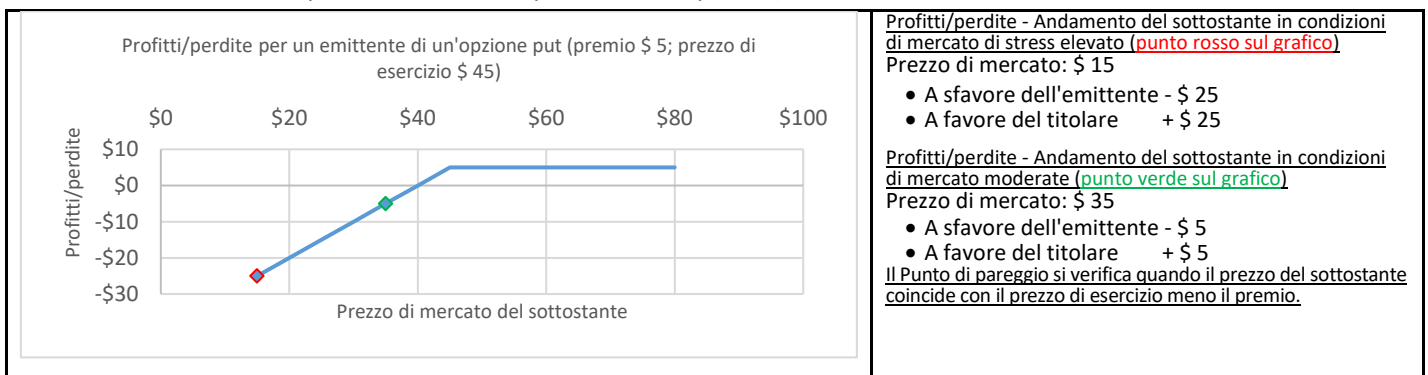 Profitti/perdite per un emittente di un'opzione put (premio $ 5; prezzo di
esercizio $ 45)
$0 $20 $40 $60 $80 $100
Profitti/perdite
$10
$0
-$10
-$20
-$30
Prezzo di mercato del sottostante
Profitti/perdite - Andamento del sottostante in condizioni
di mercato di stress elevato (punto rosso sul grafico)
Prezzo di mercato: $ 15
• A sfavore dell'emittente - $ 25
• A favore del titolare + $ 25
Profitti/perdite - Andamento del sottostante in condizioni
di mercato moderate (punto verde sul grafico)
Prezzo di mercato: $ 35
• A sfavore dell'emittente - $ 5
• A favore del titolare + $ 5
Il Punto di pareggio si verifica quando il prezzo del sottostante
coincide con il prezzo di esercizio meno il premio.